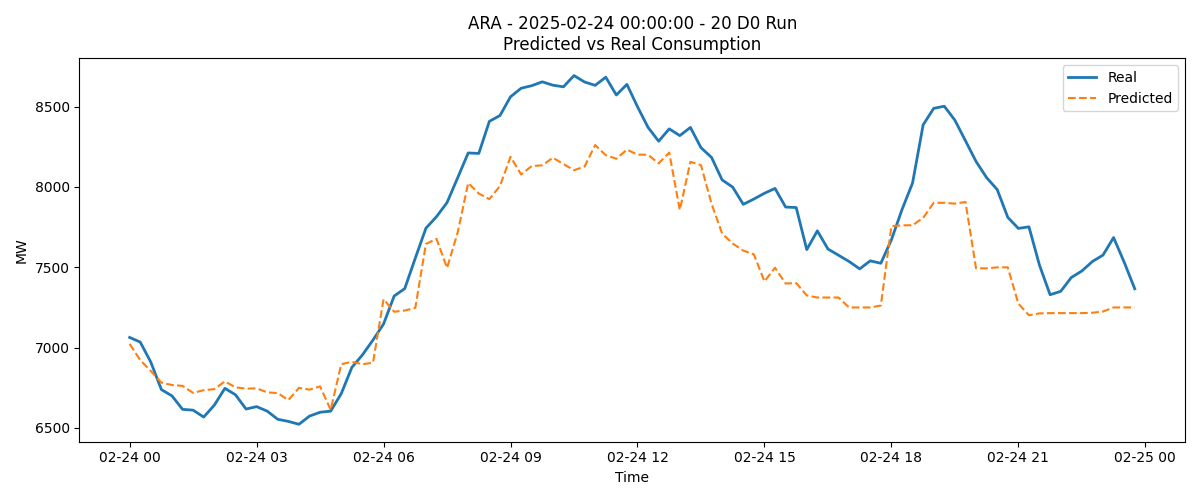 ARA - 2025-02-24 00:00:00 - 20 D0 Run
Predicted vs Real Consumption
Real
Predicted
MW
8500
8000
7500
7000
6500
02-24 00
02-24 03
02-24 06
02-24 09
02-24 12
02-24 15
02-24 18
02-24 21
02-25 00
Time